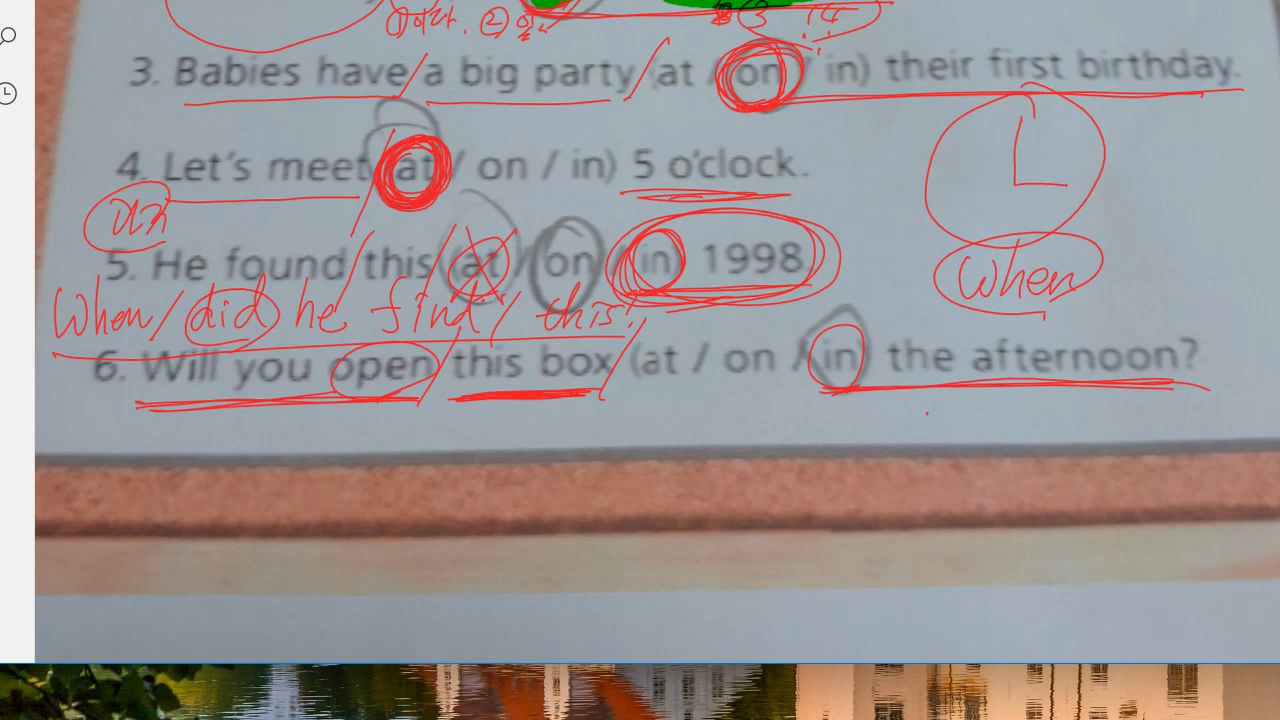 3. Babies have a big party (at / on / in) their first birthday.
4. Let's meet (at / on / in) 5 o'clock.
5. He found this (at / on / in) 1998.
When
When did he find this?
6. Will you open this box (at / on / in) the afternoon?